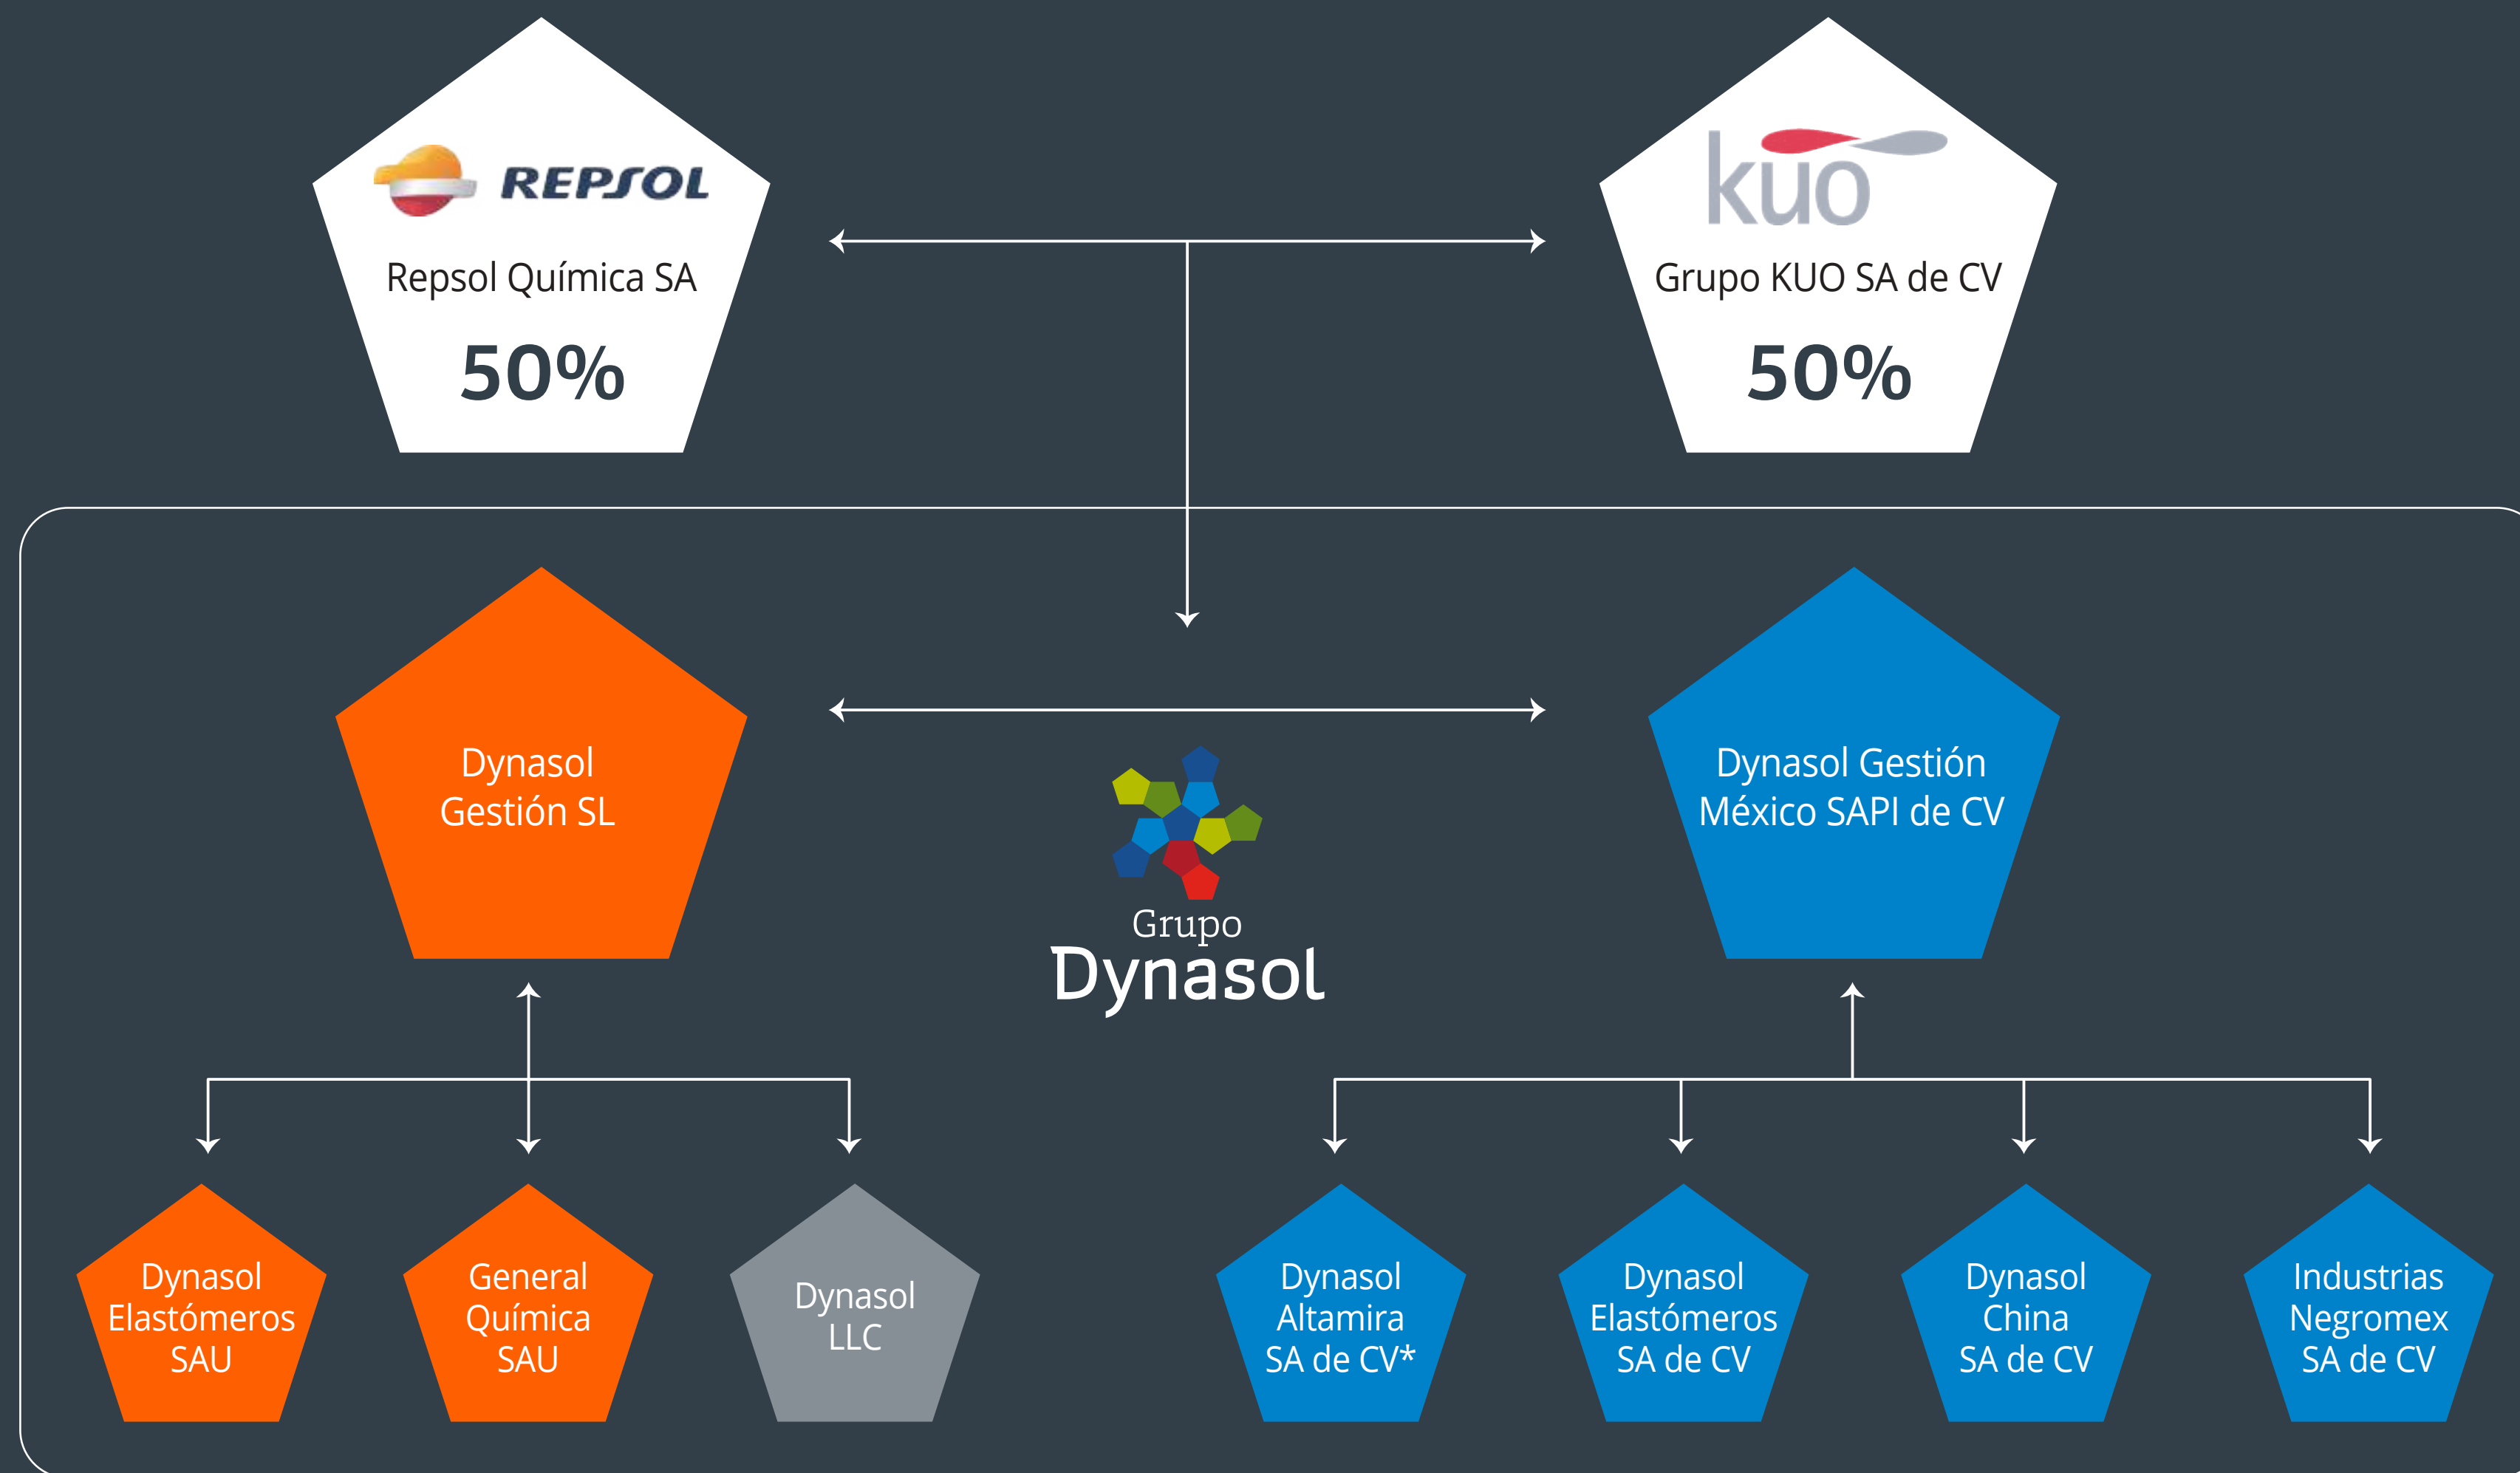 REPSOL
Repsol Química SA
50%
kuo
Grupo KUO SA de CV
50%
Dynasol
Gestión SL
Grupo
Dynasol
Dynasol Gestión
México SAPI de CV
Dynasol
Elastómeros
SAU
General
Química
SAU
Dynasol
LLC
Dynasol
Altamira
SA de CV*
Dynasol
Elastómeros
SA de CV
Dynasol
China
SA de CV
Industrias
Negromex
SA de CV